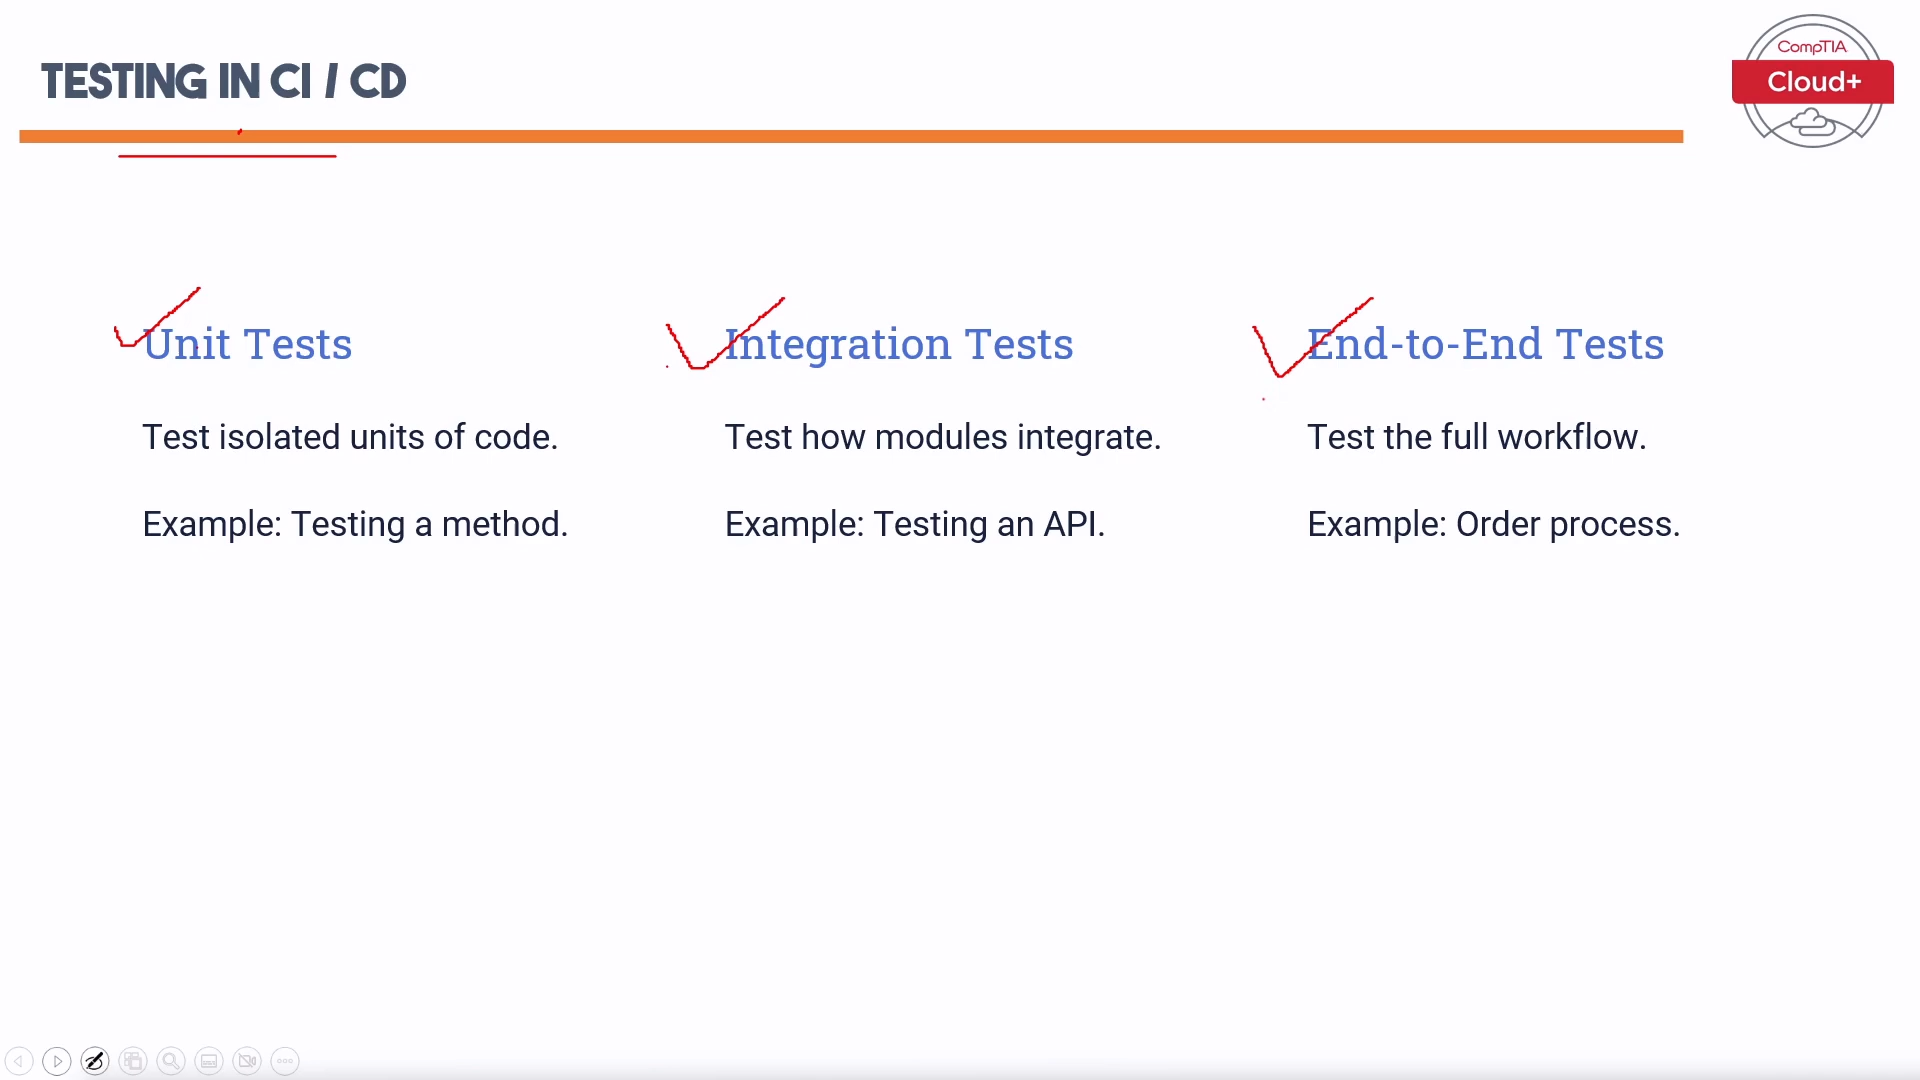 TESTING IN CI / CD
CompTIA
Cloud+
Unit Tests
Test isolated units of code.
Example: Testing a method.
Integration Tests
Test how modules integrate.
Example: Testing an API.
End-to-End Tests
Test the full workflow.
Example: Order process.